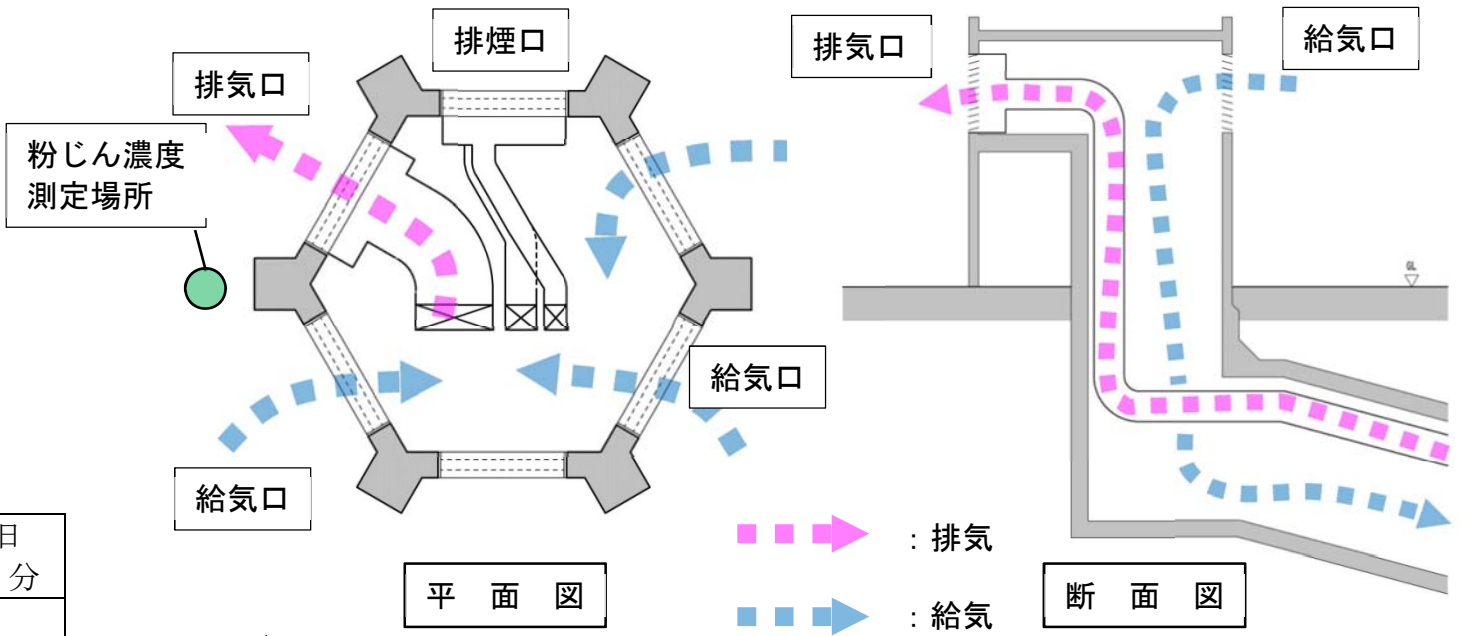 排煙口
排気口
粉じん濃度
測定場所
給気口
給気口
平 面 図
排気口
給気口
GL
断 面 図
：排気
：給気
日
分